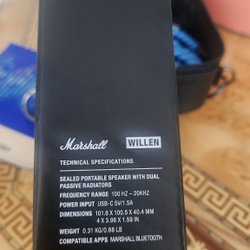 Marshall WILLEN
TECHNICAL SPECIFICATIONS
SEALED PORTABLE SPEAKER WITH DUAL
PASSIVE RADIATORS
FREQUENCY RANGE 100 HZ – 20KHZ
POWER INPUT USB-C 5V/1.5A
DIMENSIONS 101.6 X 100.5 X 40.4 MM
4 X 3.96 X 1.59 IN
WEIGHT 0.31 KG/0.68 LB
COMPATIBLE APPS MARSHALL BLUETOOTH